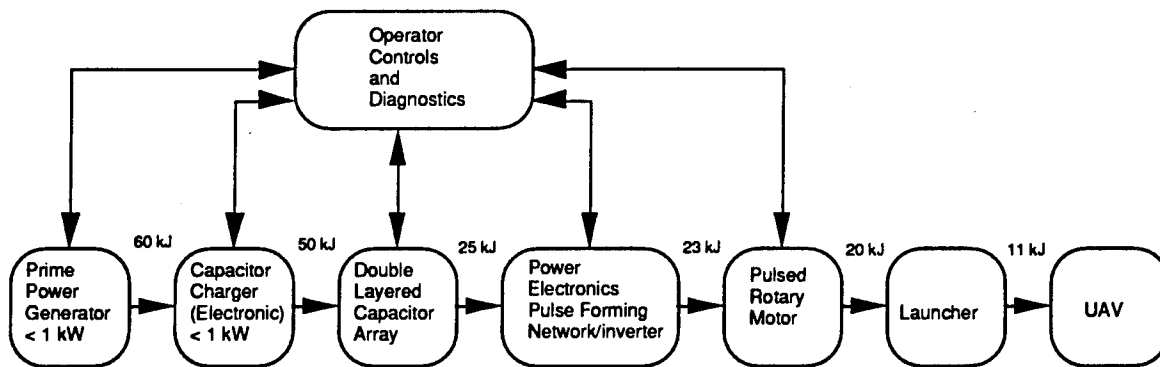 Operator
Controls
and
Diagnostics
60 kJ
50 kJ
25 kJ
23 kJ
20 kJ
11 kJ
Prime
Power
Generator
< 1 kW
Capacitor
Charger
(Electronic)
< 1 kW
Double
Layered
Capacitor
Array
Power
Electronics
Pulse Forming
Network/inverter
Pulsed
Rotary
Motor
Launcher
UAV